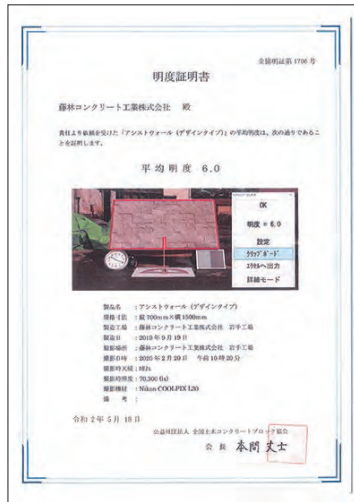 全協明証第 1706 号
明度証明書
藤林コンクリート工業株式会社 殿
貴社より依頼を受けた「アシストウォール（デザインタイプ）」の平均明度は、次の通りであるこ
とを証明します。
平 均 明 度 6.0
OK
明度 = 6.0
設定
クリップボード
エクセルへ出力
詳細モード
製品名 ：アシストウォール（デザインタイプ）
規格寸法 ：縦 700mm×横 1500mm
製造工場 ：藤林コンクリート工業株式会社 岩手工場
製造日 ：2019 年 9 月 19 日
撮影場所 ：藤林コンクリート工業株式会社 岩手工場
撮影日時 ：2020 年 2 月 20 日 午前 10 時 20 分
撮影時天候：晴れ
撮影時照度：70,300 (lx)
撮影機材 ：Nikon COOLPIX L30
備 考 ：
令和 2 年 5 月 18 日
公益社団法人 全国土木コンクリートブロック協会
会 長 本間 丈士